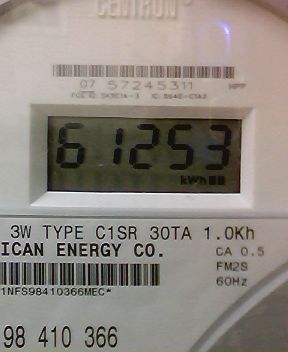 CENTRON®
07 57245311
61253
kWh
3W TYPE C1SR 30TA 1.0Kh
ICAN ENERGY CO.
CA 0.5
FM2S
60Hz
1NFS98410366MEC*
98 410 366